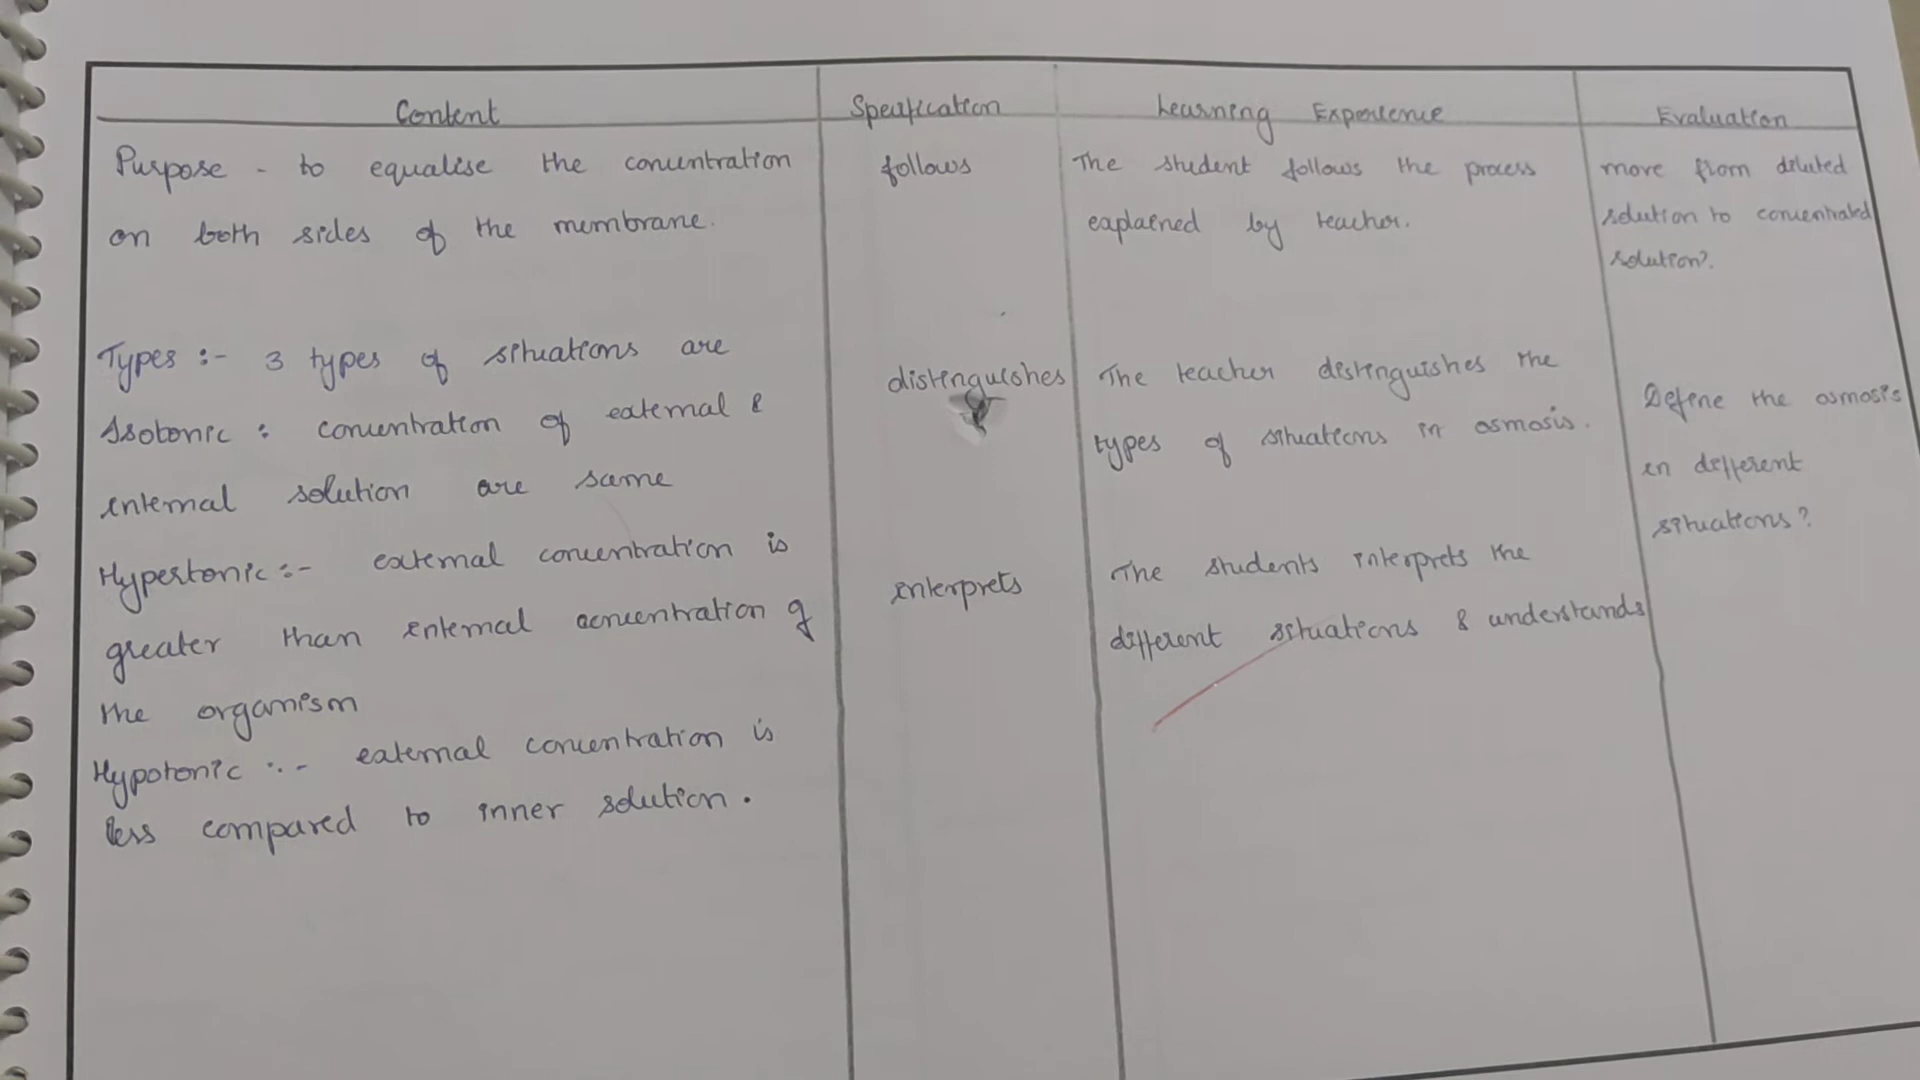 Content
Purpose - to equalise the concentration
on both sides of the membrane.
Types :- 3 types of situations are
Isotonic : concentration of external &
internal solution are same
Hypertonic :- external concentration is
greater than internal concentration of
the organism
Hypotonic :- external concentration is
less compared to inner solution.
Specification
follows
distinguishes
interprets
Learning Experience
The student follows the process
explained by teacher.
The teacher distinguishes the
types of situations in osmosis.
The students interprets the
different situations & understands
Evaluation
move from diluted
solution to concentrated
solution?
Define the osmosis
in different
situations?